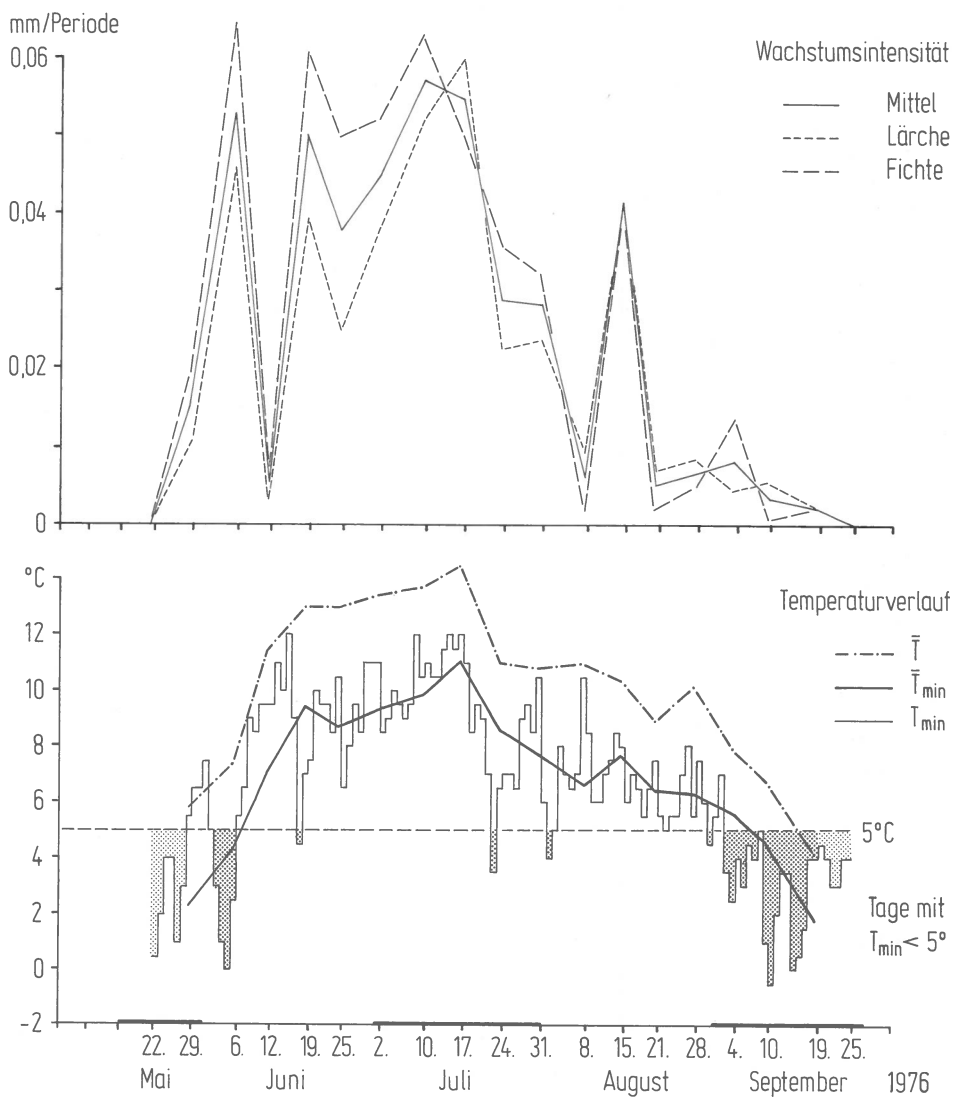 mm/Periode
0,06
0,04
0,02
0
Wachstumsintensität
Mittel
Lärche
Fichte
°C
12
10
8
6
4
2
0
-2
Temperaturverlauf
T̄
T̄min
Tmin
5°C
Tage mit
Tmin< 5°
22. 29. 6. 12. 19. 25. 2. 10. 17. 24. 31. 8. 15. 21. 28. 4. 10. 19. 25.
Mai Juni Juli August September 1976